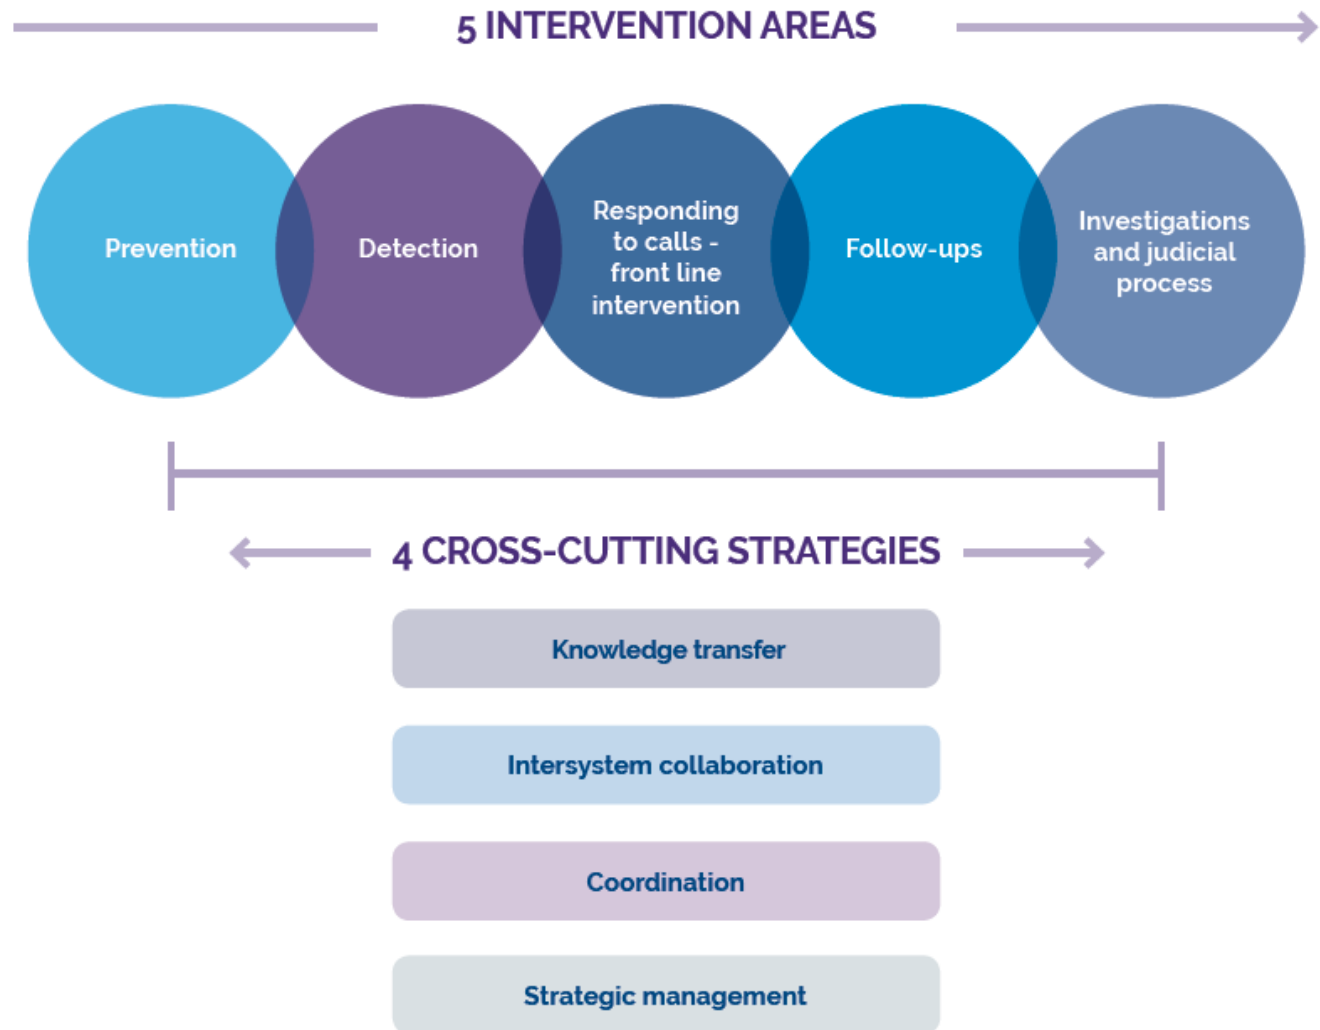 5 INTERVENTION AREAS
Prevention
Detection
Responding
to calls -
front line
intervention
Follow-ups
Investigations
and judicial
process
4 CROSS-CUTTING STRATEGIES
Knowledge transfer
Intersystem collaboration
Coordination
Strategic management